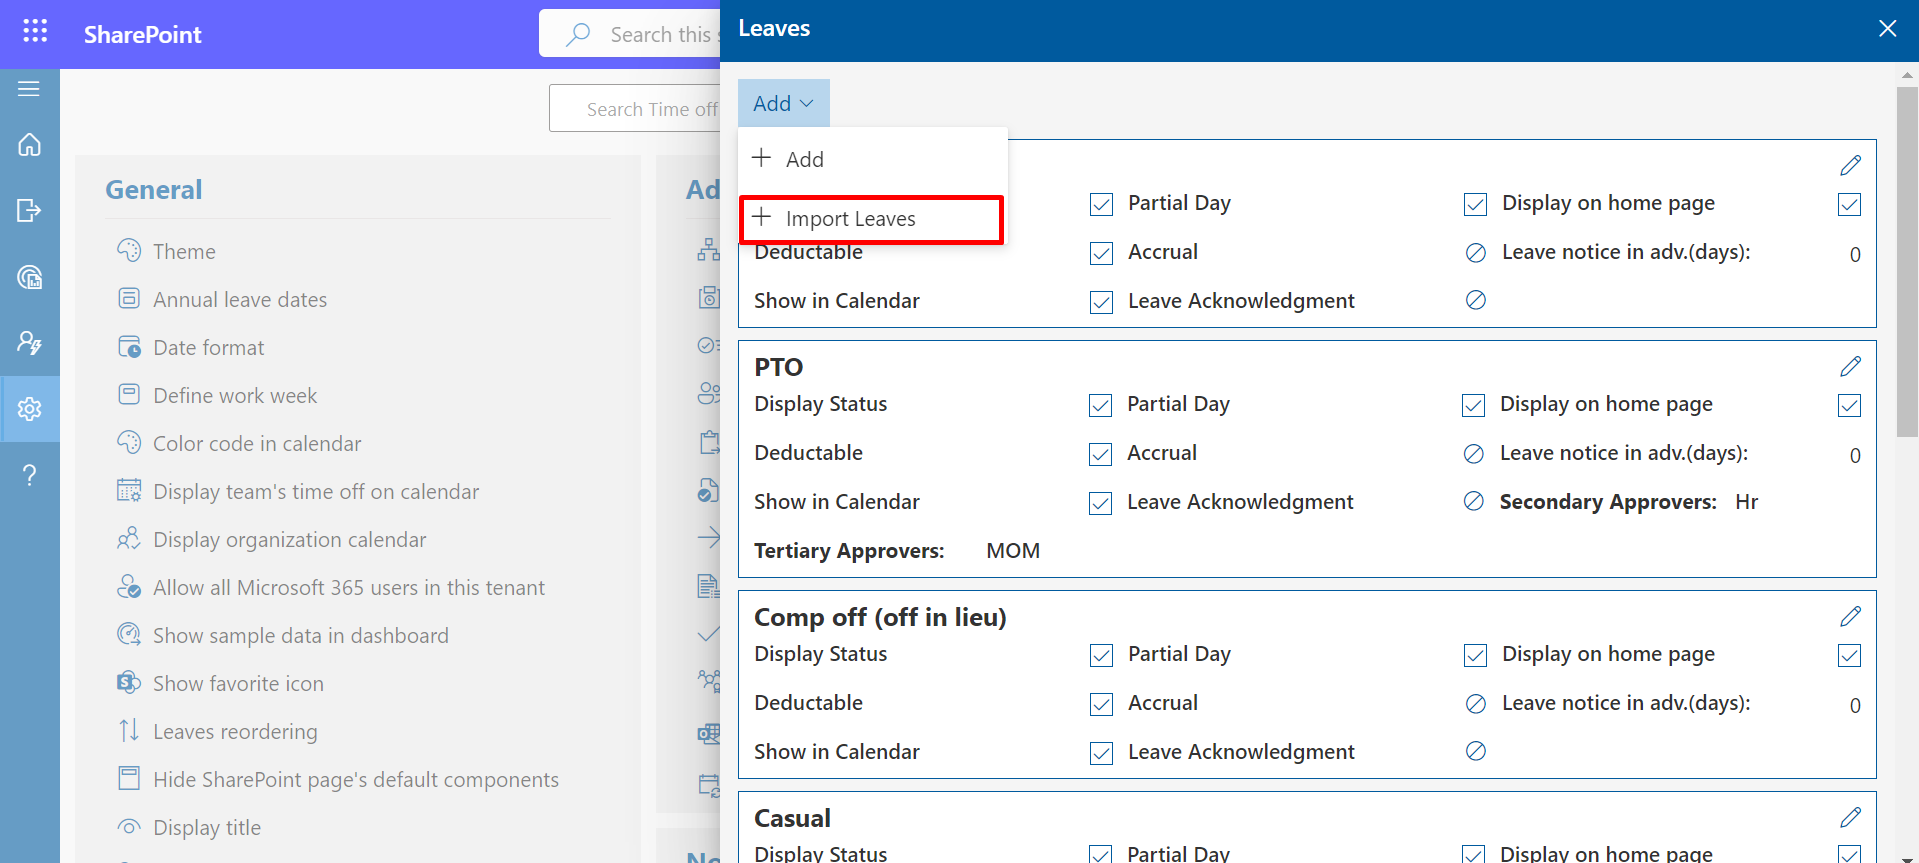 SharePoint
Search this s
Leaves
Search Time off
Add
Add
Import Leaves
General
Theme
Annual leave dates
Date format
Define work week
Color code in calendar
Display team's time off on calendar
Display organization calendar
Allow all Microsoft 365 users in this tenant
Show sample data in dashboard
Show favorite icon
Leaves reordering
Hide SharePoint page's default components
Display title
Ad
Partial Day Display on home page
Deductable Accrual Leave notice in adv.(days): 0
Show in Calendar Leave Acknowledgment
PTO
Display Status Partial Day Display on home page
Deductable Accrual Leave notice in adv.(days): 0
Show in Calendar Leave Acknowledgment Secondary Approvers: Hr
Tertiary Approvers: MOM
Comp off (off in lieu)
Display Status Partial Day Display on home page
Deductable Accrual Leave notice in adv.(days): 0
Show in Calendar Leave Acknowledgment
Casual
Display Status Partial Day Display on home page